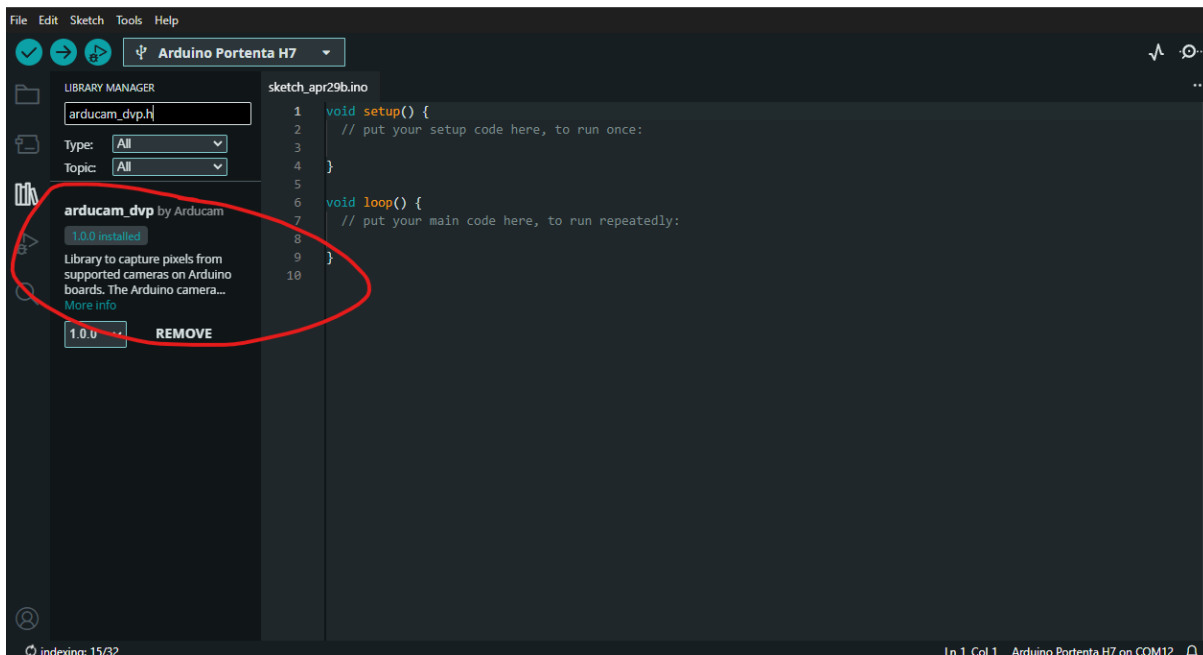 File Edit Sketch Tools Help
Arduino Portenta H7
LIBRARY MANAGER
arducam_dvp.h
Type: All
Topic: All
arducam_dvp by Arducam
1.0.0 installed
Library to capture pixels from
supported cameras on Arduino
boards. The Arduino camera...
More info
1.0.0 REMOVE
sketch_apr29b.ino
1 void setup() {
2 // put your setup code here, to run once:
3
4 }
5
6 void loop() {
7 // put your main code here, to run repeatedly:
8
9 }
10
indexing: 15/32
Ln 1, Col 1 Arduino Portenta H7 on COM12